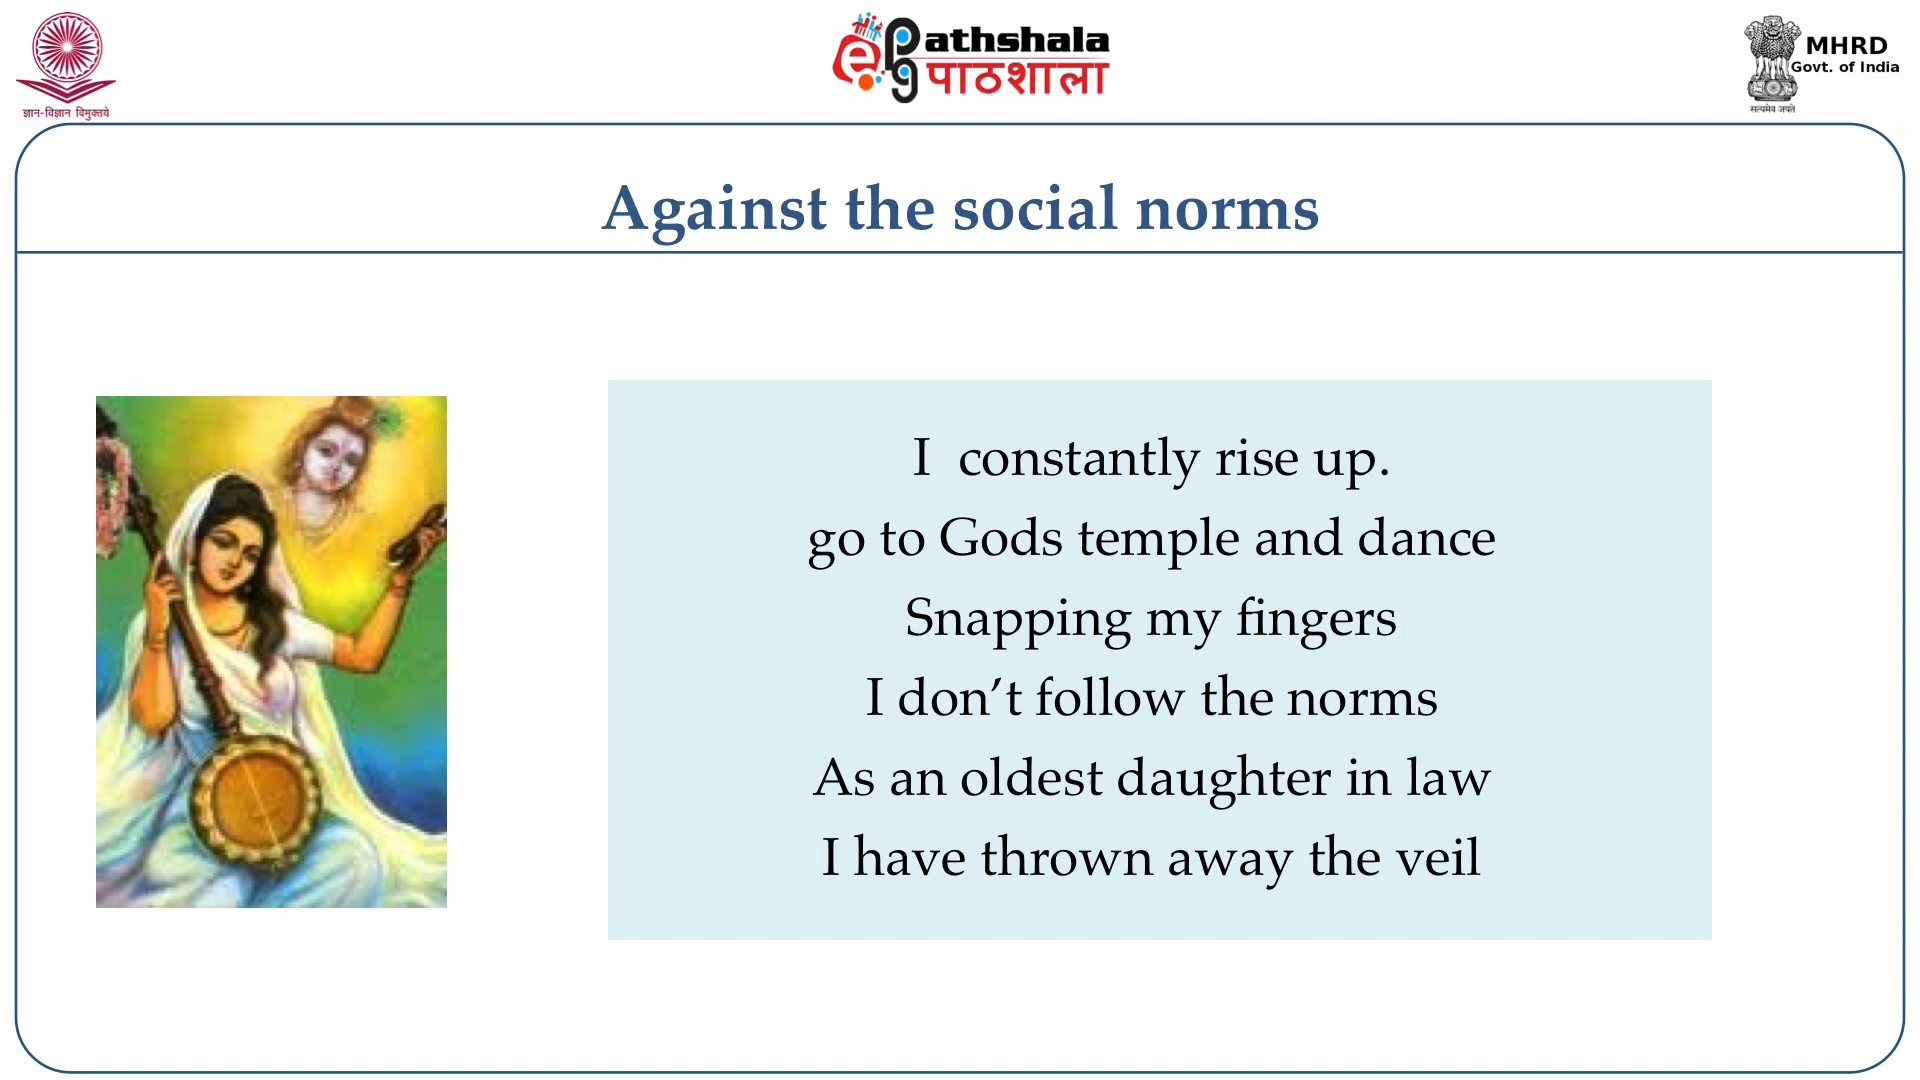 ज्ञान-विज्ञान विमुक्तये
e
pg
Pathshala
पाठशाला
MHRD
Govt. of India
सत्यमेव जयते
Against the social norms
I  constantly rise up.
go to Gods temple and dance
Snapping my fingers
I don’t follow the norms
As an oldest daughter in law
I have thrown away the veil